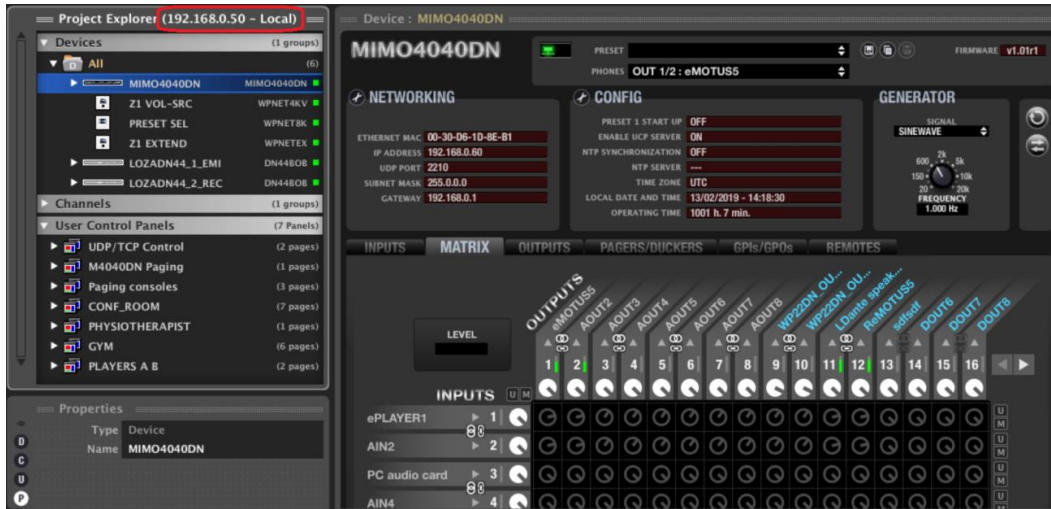 Project Explorer (192.168.0.50 - Local)
Devices (1 groups)
All (6)
MIMO4040DN MIMO4040DN
Z1 VOL-SRC WPNET4KV
PRESET SEL WPNET8K
Z1 EXTEND WPNETEX
LOZADN44_1_EMI DN44BOB
LOZADN44_2_REC DN44BOB
Channels (1 groups)
User Control Panels (7 Panels)
UDP/TCP Control (2 pages)
M4040DN Paging (1 pages)
Paging consoles (3 pages)
CONF_ROOM (7 pages)
PHYSIOTHERAPIST (1 pages)
GYM (6 pages)
PLAYERS A B (2 pages)
Properties
Type Device
Name MIMO4040DN
D
C
U
P
Device : MIMO4040DN
MIMO4040DN
PRESET
PHONES OUT 1/2 : eMOTUS5
FIRMWARE v1.01r1
NETWORKING
ETHERNET MAC 00-30-D6-1D-8E-B1
IP ADDRESS 192.168.0.60
UDP PORT 2210
SUBNET MASK 255.0.0.0
GATEWAY 192.168.0.1
CONFIG
PRESET 1 START UP OFF
ENABLE UCP SERVER ON
NTP SYNCHRONIZATION OFF
NTP SERVER ---
TIME ZONE UTC
LOCAL DATE AND TIME 13/02/2019 - 14:18:30
OPERATING TIME 1001 h. 7 min.
GENERATOR
SIGNAL
SINEWAVE
2k
600 5k
150 10k
20 20k
FREQUENCY
1.000 Hz
INPUTS MATRIX OUTPUTS PAGERS/DUCKERS GPIs/GPOs REMOTES
LEVEL
OUTPUTS
eMOTUS5
AOUT2
AOUT3
AOUT4
AOUT5
AOUT6
AOUT7
AOUT8
WP22DN_OU...
WP22DN_OU...
LDante speak...
ReMOTUS5
sdfsdf
DOUT6
DOUT7
DOUT8
1 2 3 4 5 6 7 8 9 10 11 12 13 14 15 16
INPUTS U M
ePLAYER1 1 U M
AIN2 2 U M
PC audio card 3 U M
AIN4 4 U